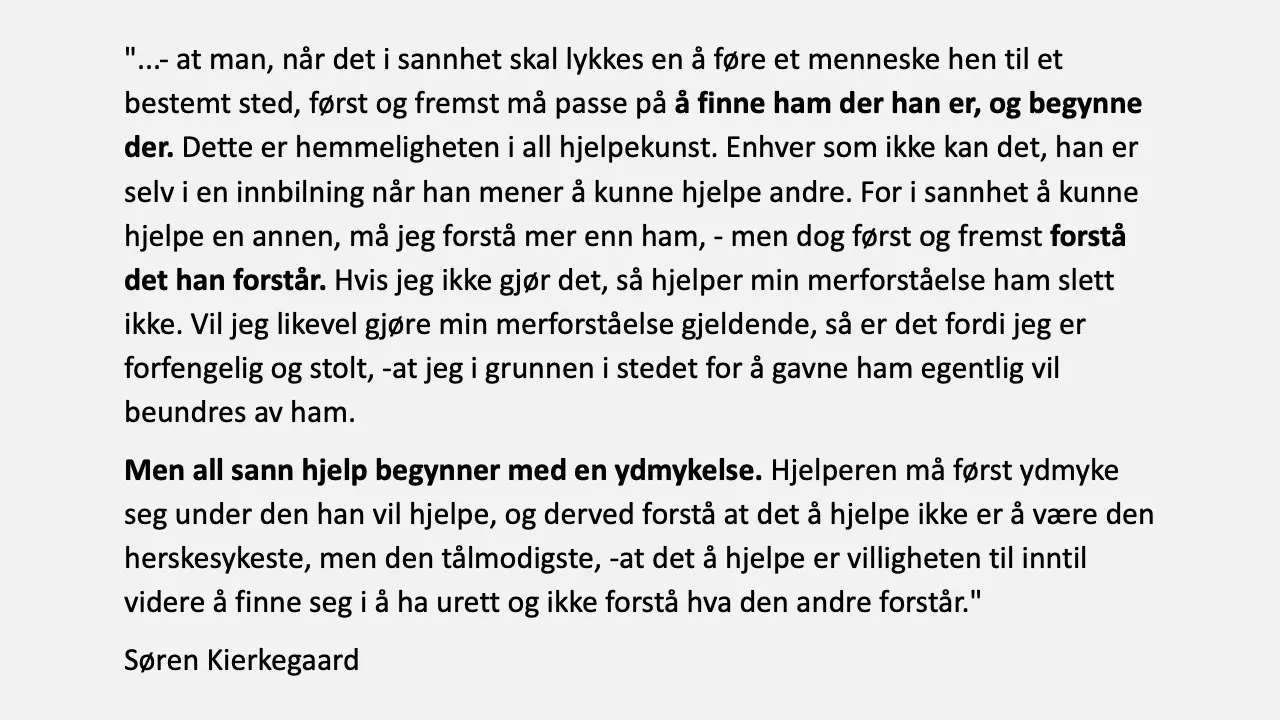 "...- at man, når det i sannhet skal lykkes en å føre et menneske hen til et
bestemt sted, først og fremst må passe på å finne ham der han er, og begynne
der. Dette er hemmeligheten i all hjelpekunst. Enhver som ikke kan det, han er
selv i en innbilning når han mener å kunne hjelpe andre. For i sannhet å kunne
hjelpe en annen, må jeg forstå mer enn ham, - men dog først og fremst forstå
det han forstår. Hvis jeg ikke gjør det, så hjelper min merforståelse ham slett
ikke. Vil jeg likevel gjøre min merforståelse gjeldende, så er det fordi jeg er
forfengelig og stolt, -at jeg i grunnen i stedet for å gavne ham egentlig vil
beundres av ham.
Men all sann hjelp begynner med en ydmykelse. Hjelperen må først ydmyke
seg under den han vil hjelpe, og derved forstå at det å hjelpe ikke er å være den
herskesykeste, men den tålmodigste, -at det å hjelpe er villigheten til inntil
videre å finne seg i å ha urett og ikke forstå hva den andre forstår."
Søren Kierkegaard